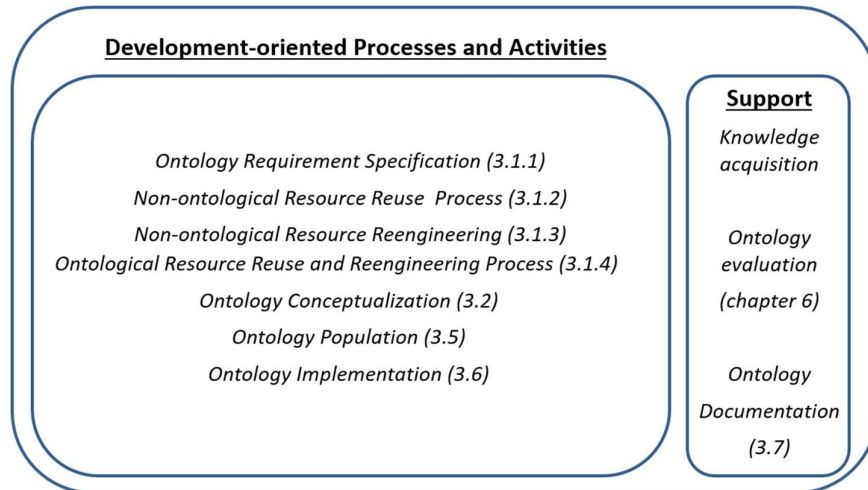 Development-oriented Processes and Activities
Ontology Requirement Specification (3.1.1)
Non-ontological Resource Reuse Process (3.1.2)
Non-ontological Resource Reengineering (3.1.3)
Ontological Resource Reuse and Reengineering Process (3.1.4)
Ontology Conceptualization (3.2)
Ontology Population (3.5)
Ontology Implementation (3.6)
Support
Knowledge
acquisition
Ontology
evaluation
(chapter 6)
Ontology
Documentation
(3.7)